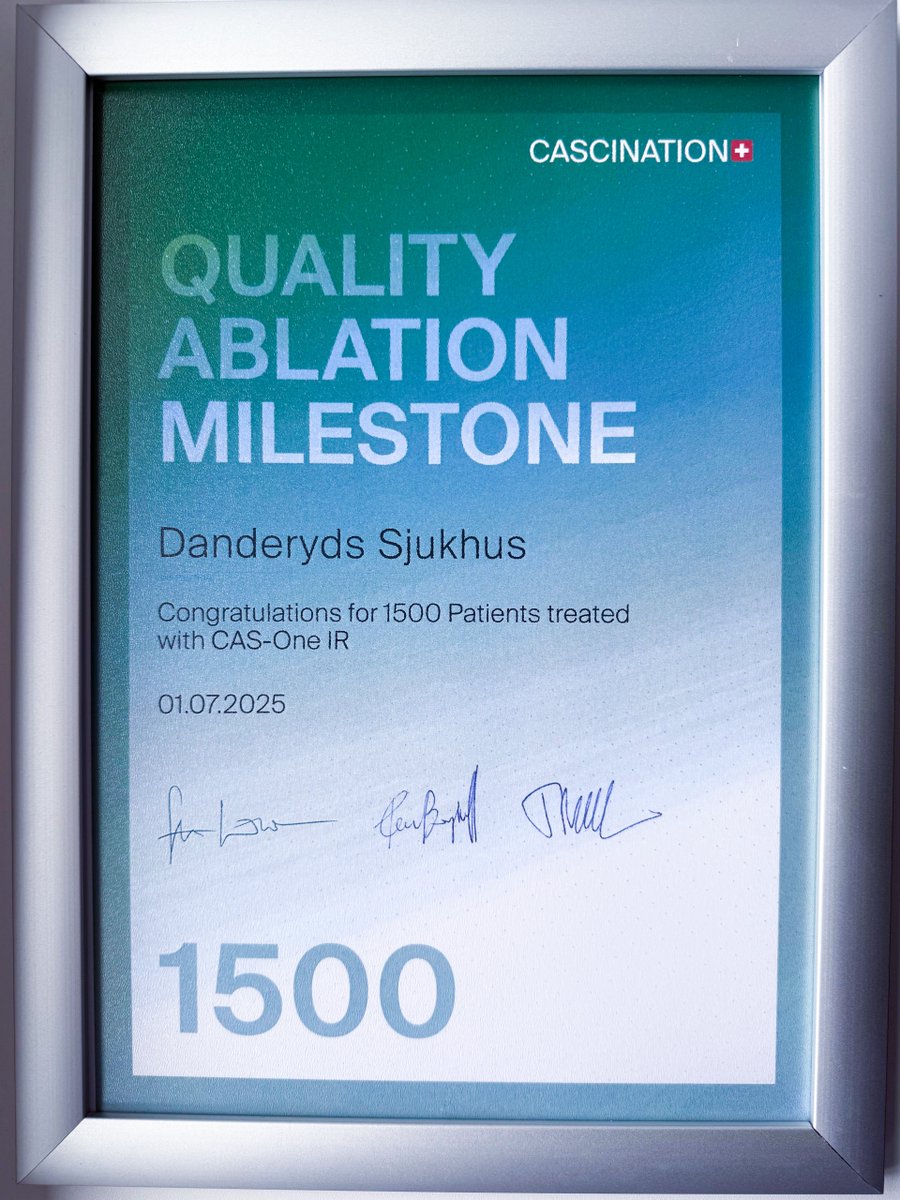 CASCINATION
QUALITY
ABLATION
MILESTONE
Danderyds Sjukhus
Congratulations for 1500 Patients treated
with CAS-One IR
01.07.2025
1500